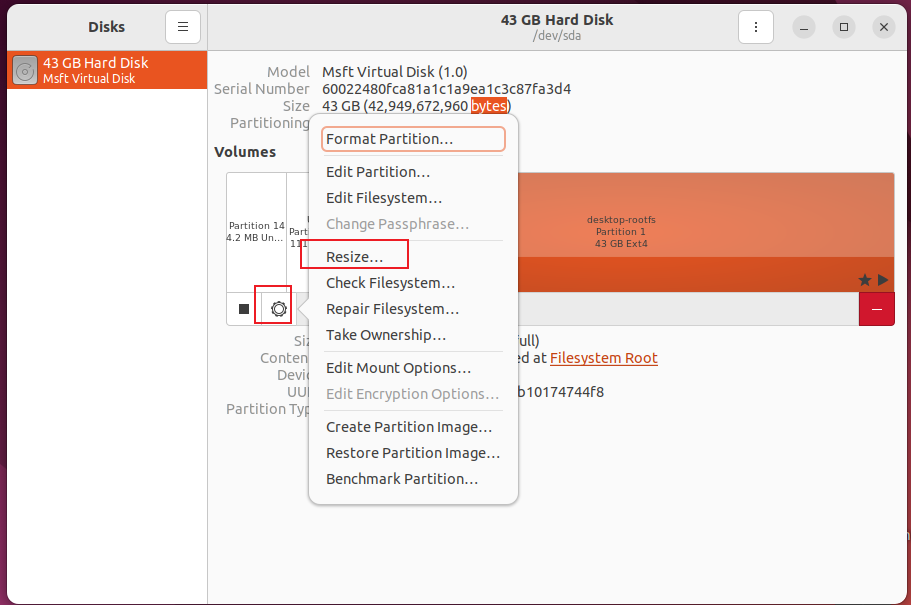 Disks
43 GB Hard Disk
/dev/sda
43 GB Hard Disk
Msft Virtual Disk
Model Msft Virtual Disk (1.0)
Serial Number 60022480fca81a1c1a9ea1c3c87fa3d4
Size 43 GB (42,949,672,960 bytes)
Partitioning
Volumes
Partition 14
4.2 MB Un…
Part
111
desktop-rootfs
Partition 1
43 GB Ext4
Format Partition…
Edit Partition…
Edit Filesystem…
Change Passphrase…
Resize…
Check Filesystem…
Repair Filesystem…
Take Ownership…
Edit Mount Options…
Edit Encryption Options…
Create Partition Image…
Restore Partition Image…
Benchmark Partition…
Siz full)
Conten ed at Filesystem Root
Devic
UUI b10174744f8
Partition Typ